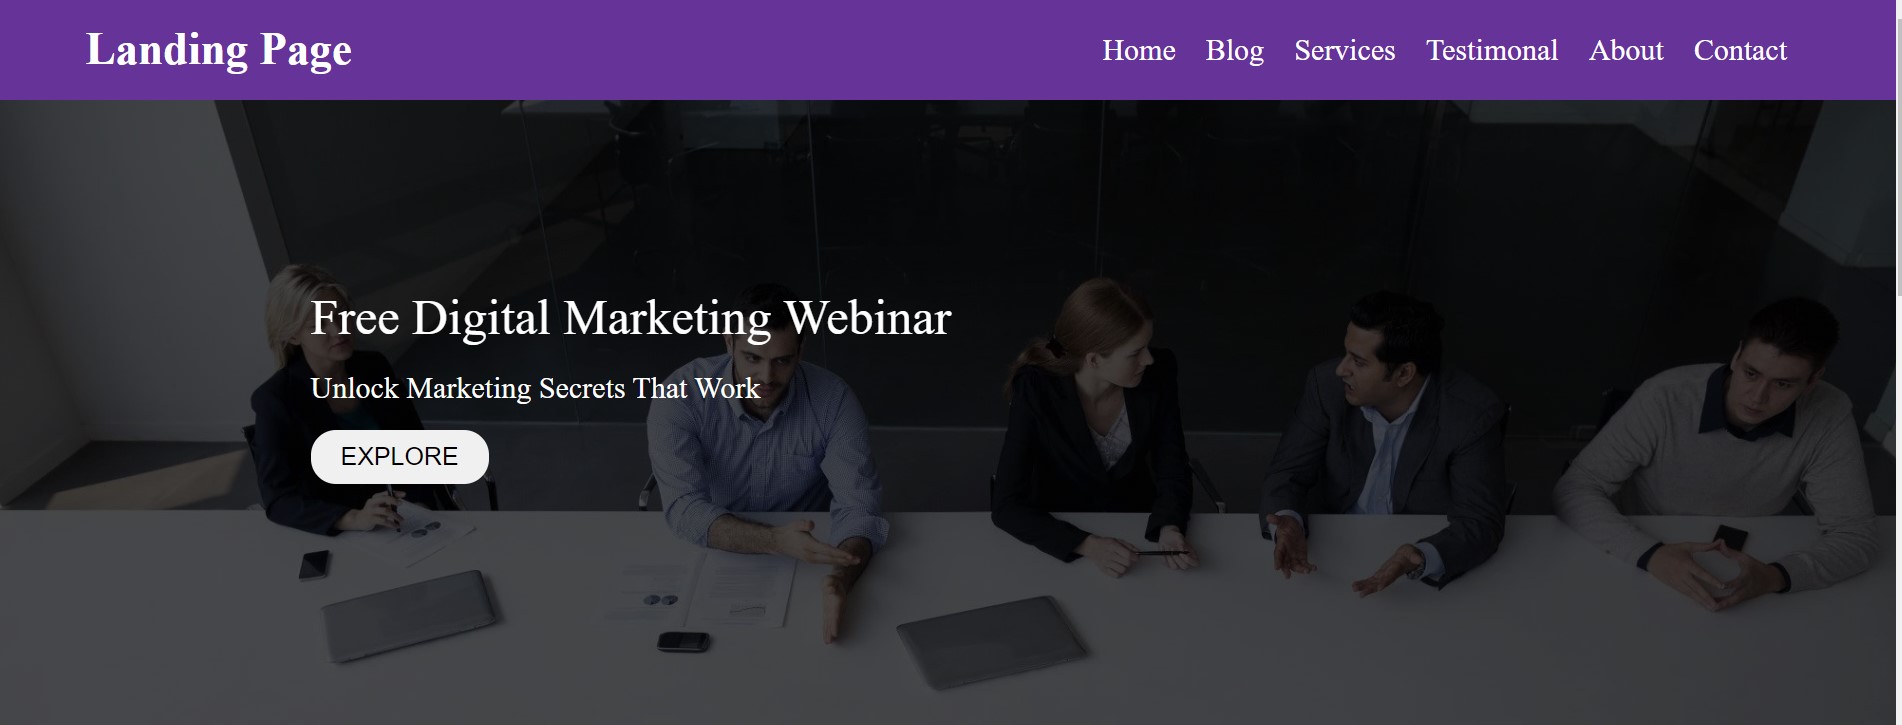 Landing Page
Home Blog Services Testimonal About Contact
Free Digital Marketing Webinar
Unlock Marketing Secrets That Work
EXPLORE